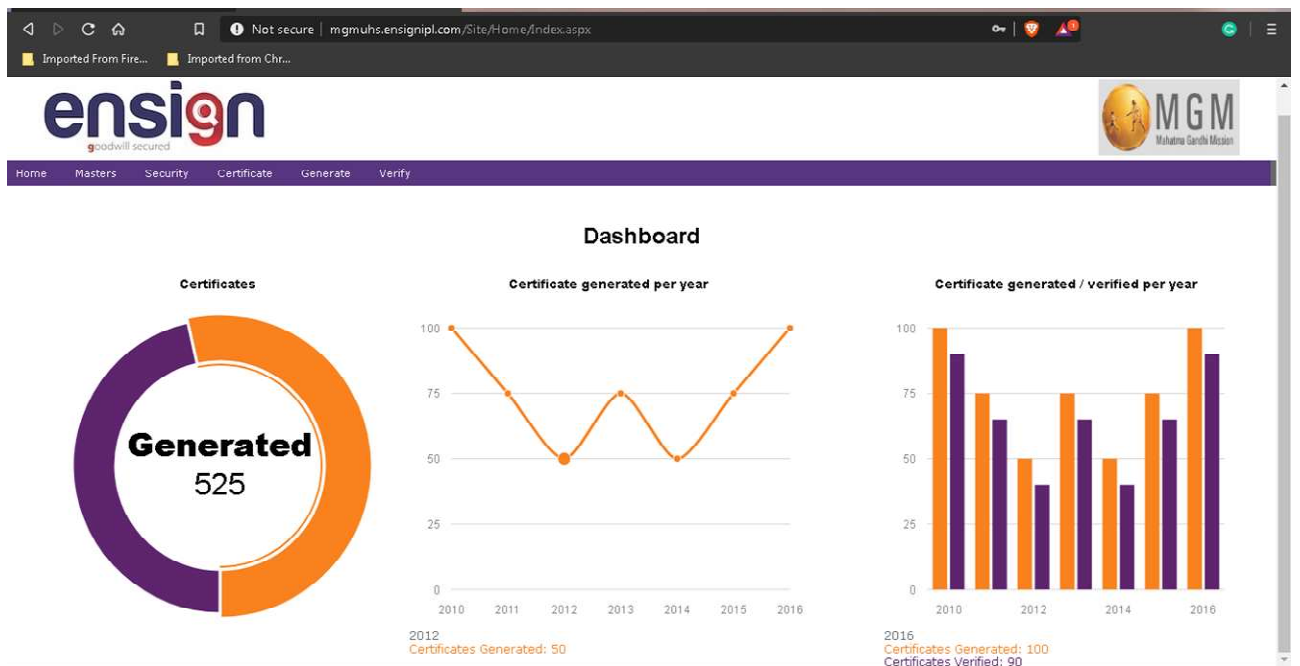 Not secure | mgmuhs.ensignipl.com/Site/Home/Index.aspx
Imported From Fire... Imported from Chr...
ensign
goodwill secured
MGM
Mahatma Gandhi Mission
Home Masters Security Certificate Generate Verify
Dashboard
Certificates
Generated
525
Certificate generated per year
100
75
50
25
0
2010 2011 2012 2013 2014 2015 2016
2012
Certificates Generated: 50
Certificate generated / verified per year
100
75
50
25
0
2010 2012 2014 2016
2016
Certificates Generated: 100
Certificates Verified: 90